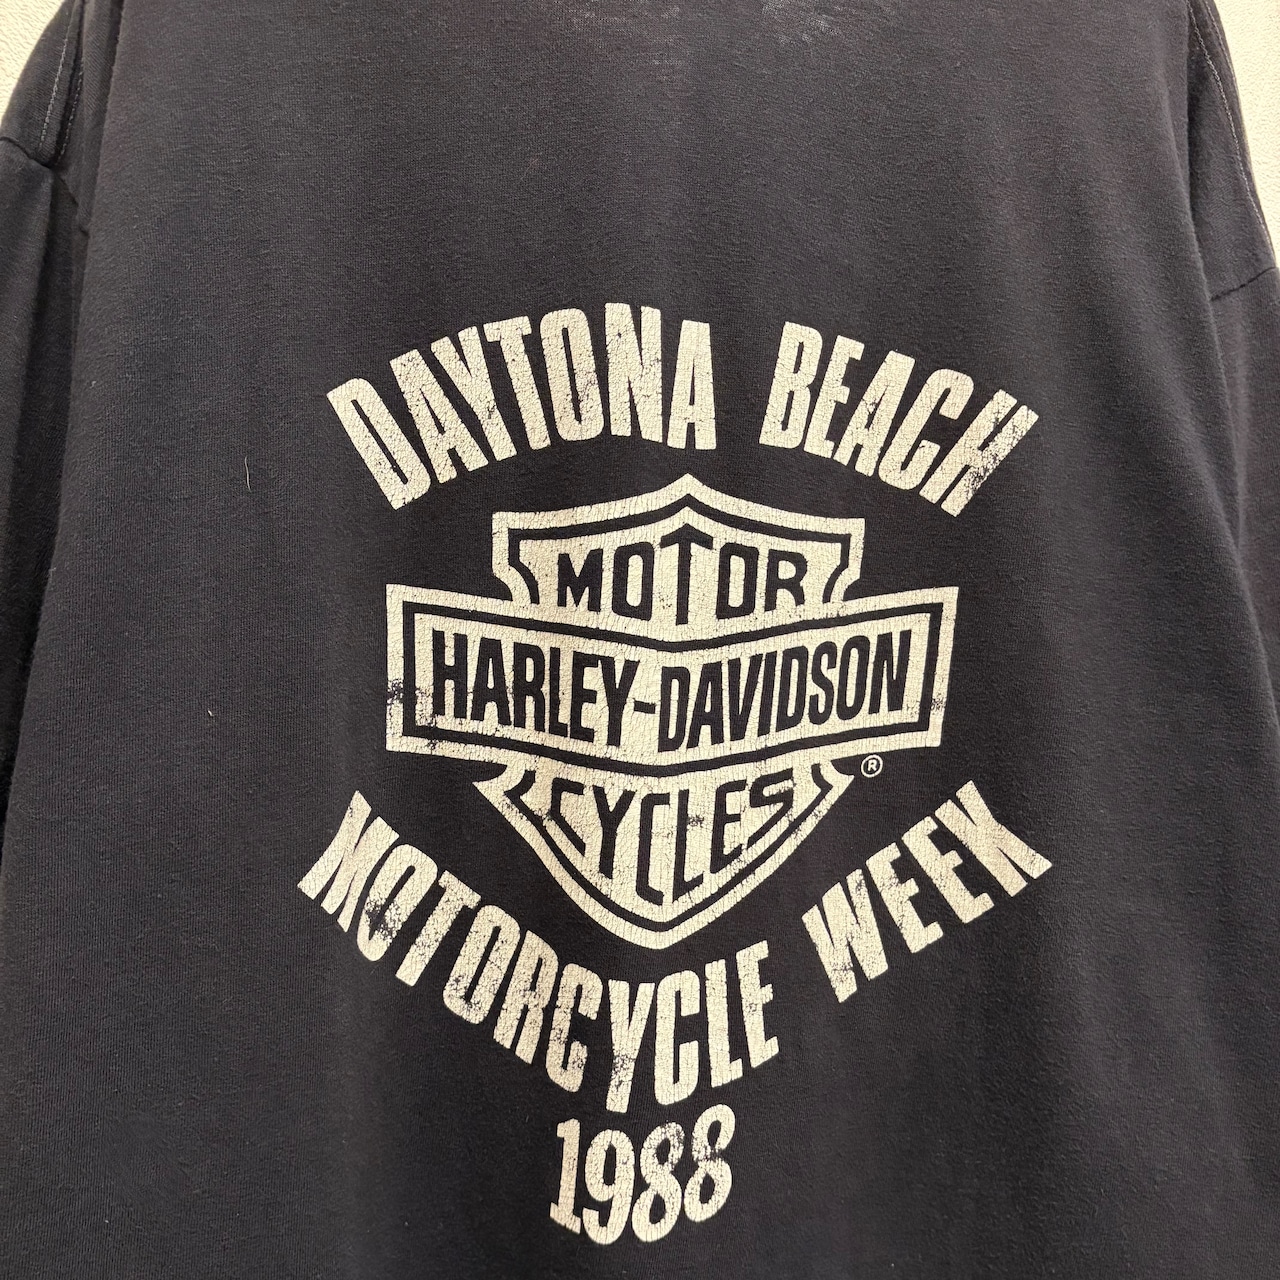 DAYTONA BEACH
MOTOR
HARLEY-DAVIDSON
CYCLES
®
MOTORCYCLE WEEK
1988